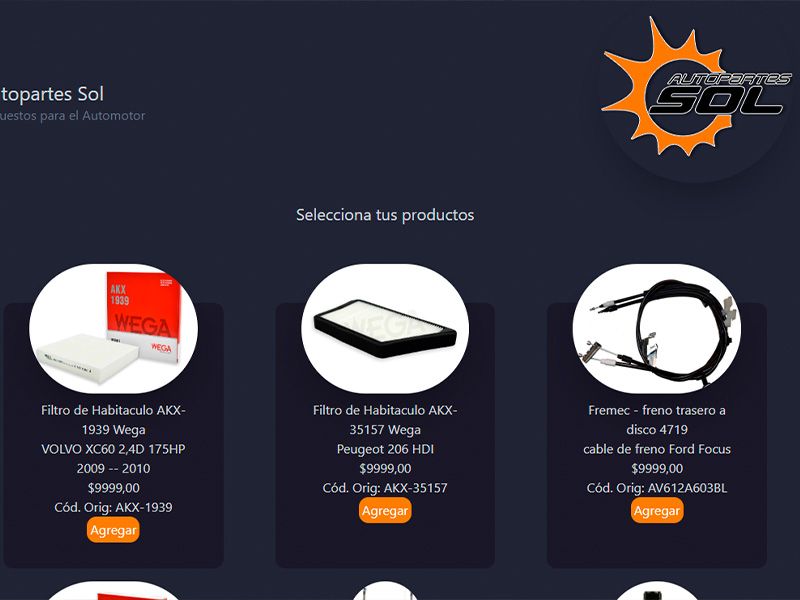 topartes Sol
uestos para el Automotor
AUTOPARTES
SOL
Selecciona tus productos
AKX
1939
WEGA
WEGA
WEGA
Filtro de Habitaculo AKX-
1939 Wega
VOLVO XC60 2,4D 175HP
2009 -- 2010
$9999,00
Cód. Orig: AKX-1939
Agregar
Filtro de Habitaculo AKX-
35157 Wega
Peugeot 206 HDI
$9999,00
Cód. Orig: AKX-35157
Agregar
Fremec - freno trasero a
disco 4719
cable de freno Ford Focus
$9999,00
Cód. Orig: AV612A603BL
Agregar